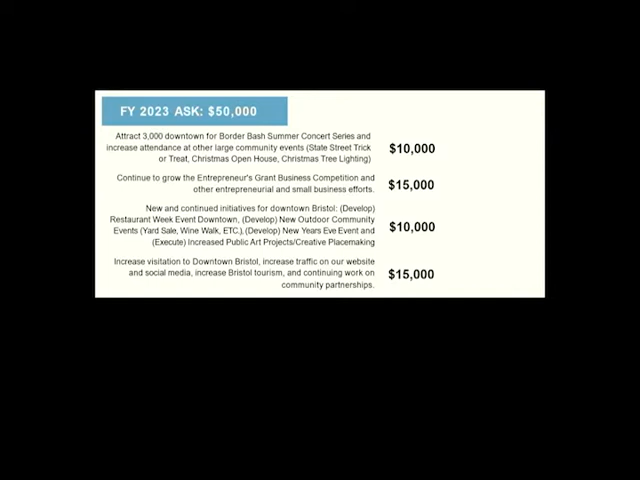 FY 2023 ASK: $50,000
Attract 3,000 downtown for Border Bash Summer Concert Series and
increase attendance at other large community events (State Street Trick
or Treat, Christmas Open House, Christmas Tree Lighting)
$10,000
Continue to grow the Entrepreneur's Grant Business Competition and
other entrepreneurial and small business efforts.
$15,000
New and continued initiatives for downtown Bristol: (Develop)
Restaurant Week Event Downtown, (Develop) New Outdoor Community
Events (Yard Sale, Wine Walk, ETC.),(Develop) New Years Eve Event and
(Execute) Increased Public Art Projects/Creative Placemaking
$10,000
Increase visitation to Downtown Bristol, increase traffic on our website
and social media, increase Bristol tourism, and continuing work on
community partnerships.
$15,000